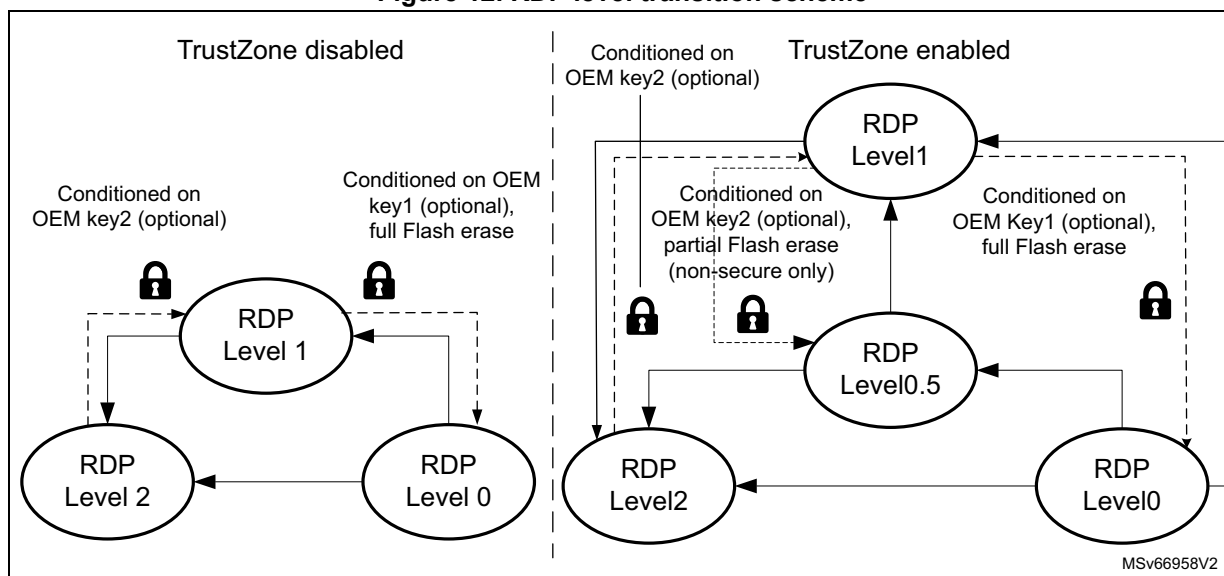 TrustZone disabled
Conditioned on
OEM key2 (optional)
Conditioned on OEM
key1 (optional),
full Flash erase
RDP
Level 1
RDP
Level 2
RDP
Level 0
Conditioned on
OEM key2 (optional)
TrustZone enabled
RDP
Level1
Conditioned on
OEM key2 (optional),
partial Flash erase
(non-secure only)
Conditioned on
OEM Key1 (optional),
full Flash erase
RDP
Level0.5
RDP
Level2
RDP
Level0
MSv66958V2